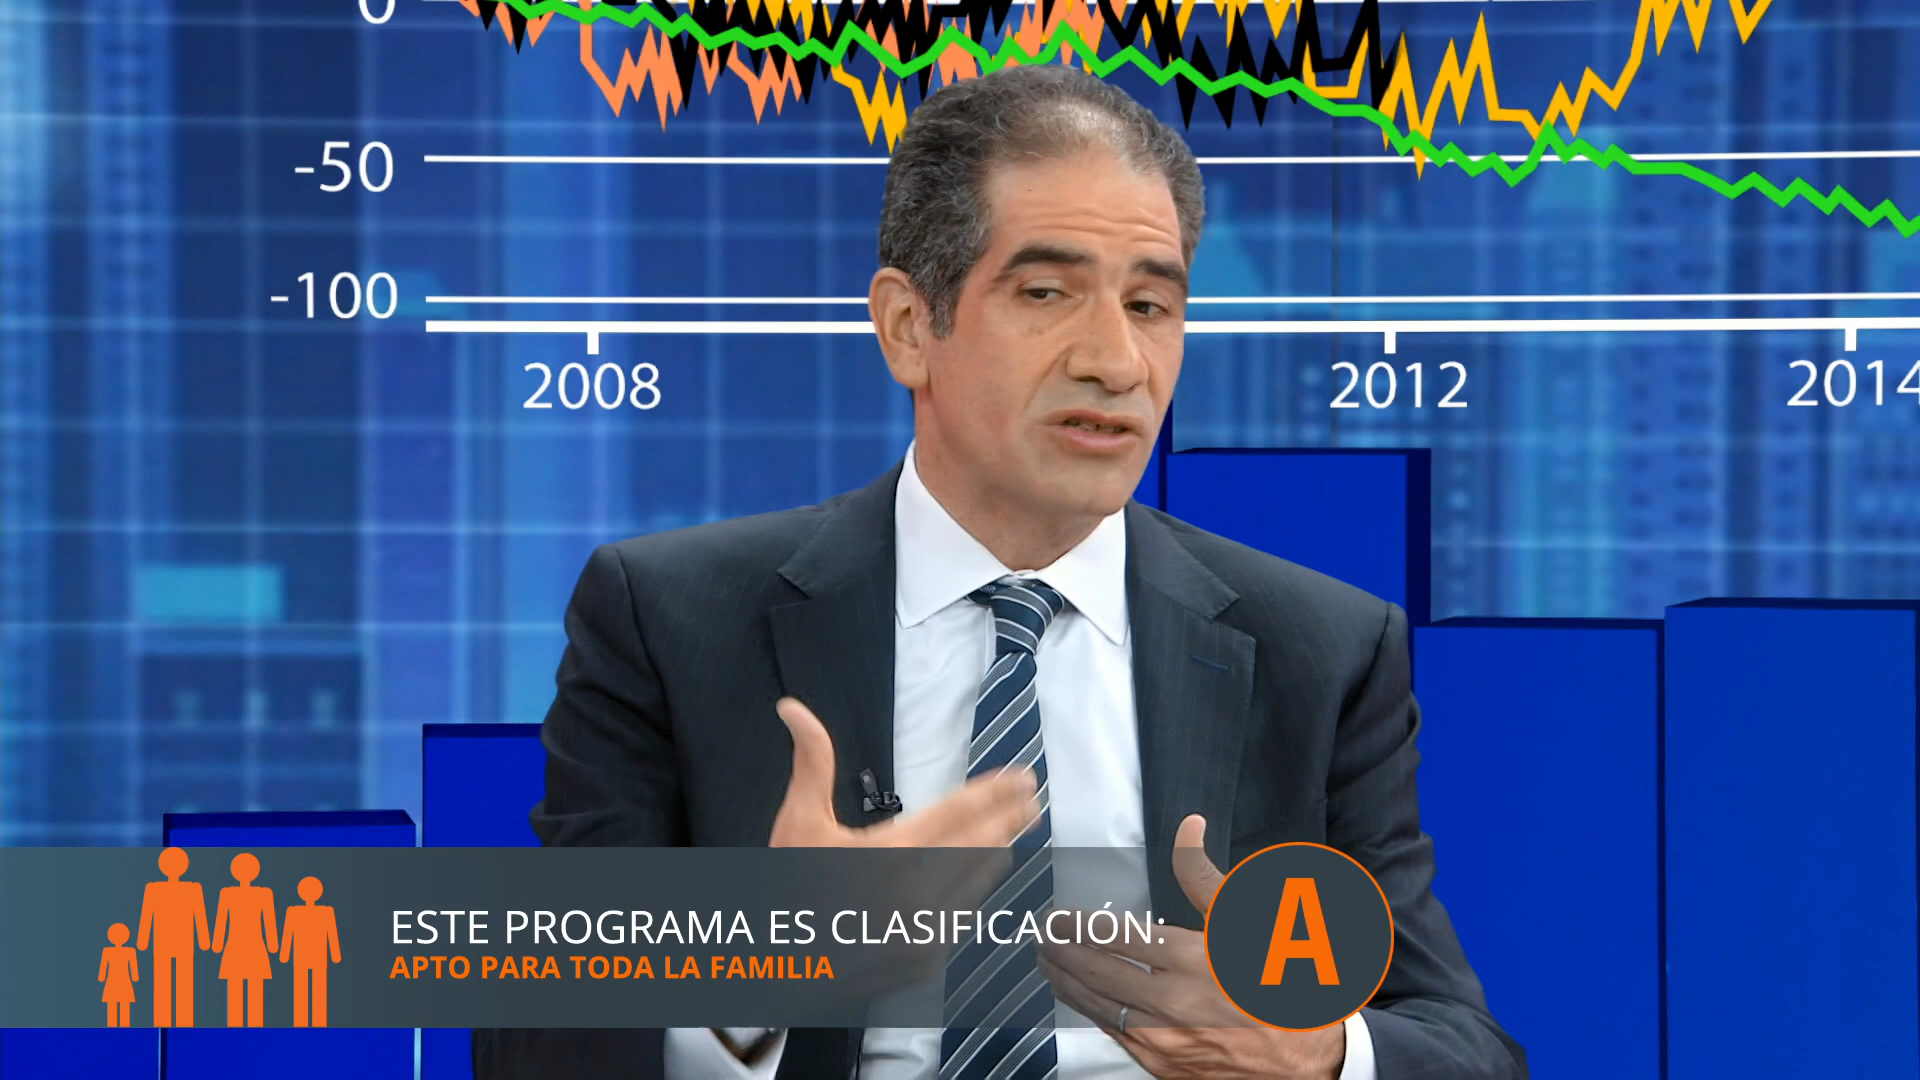 0
-50
-100
2008
2012
2014
ESTE PROGRAMA ES CLASIFICACIÓN:
APTO PARA TODA LA FAMILIA
A